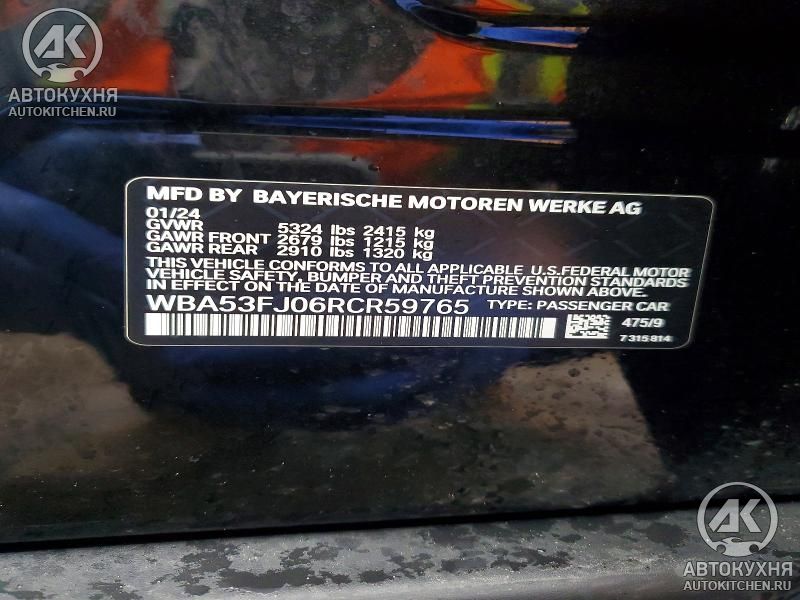 AK
АВТОКУХНЯ
AUTOKITCHEN.RU
MFD BY BAYERISCHE MOTOREN WERKE AG
01/24
GVWR 5324 lbs 2415 kg
GAWR FRONT 2679 lbs 1215 kg
GAWR REAR 2910 lbs 1320 kg
THIS VEHICLE CONFORMS TO ALL APPLICABLE U.S.FEDERAL MOTOR
VEHICLE SAFETY, BUMPER AND THEFT PREVENTION STANDARDS
IN EFFECT ON THE DATE OF MANUFACTURE SHOWN ABOVE.
WBA53FJ06RCR59765 TYPE: PASSENGER CAR
475/9
7 315 814
AK
АВТОКУХНЯ
AUTOKITCHEN.RU